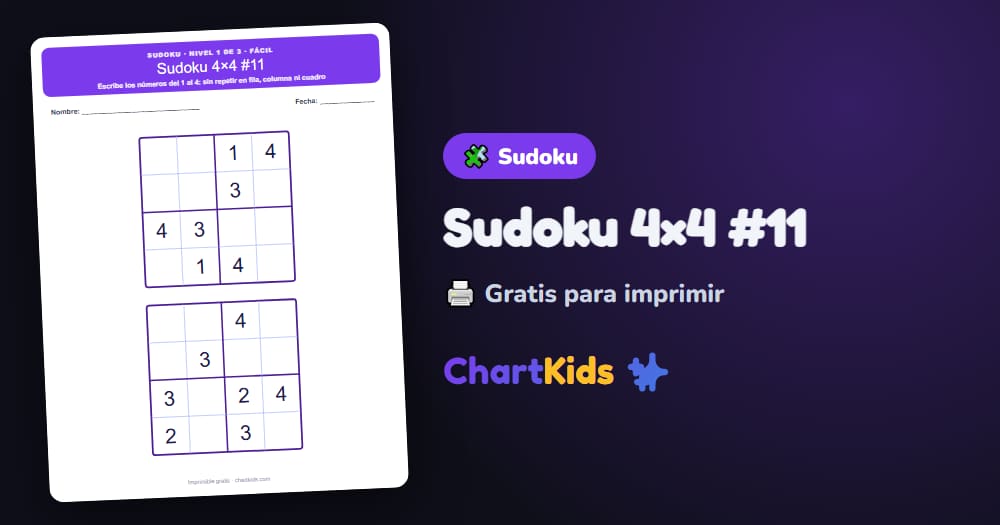 SUDOKU · NIVEL 1 DE 3 · FÁCIL
Sudoku 4×4 #11
Escribe los números del 1 al 4; sin repetir en fila, columna ni cuadro
Nombre: Fecha:
1 4
3
4 3
1 4
4
3
3 2 4
2 3
Imprimible gratis · chartkids.com
Sudoku
Sudoku 4x4 #11
Gratis para imprimir
ChartKids